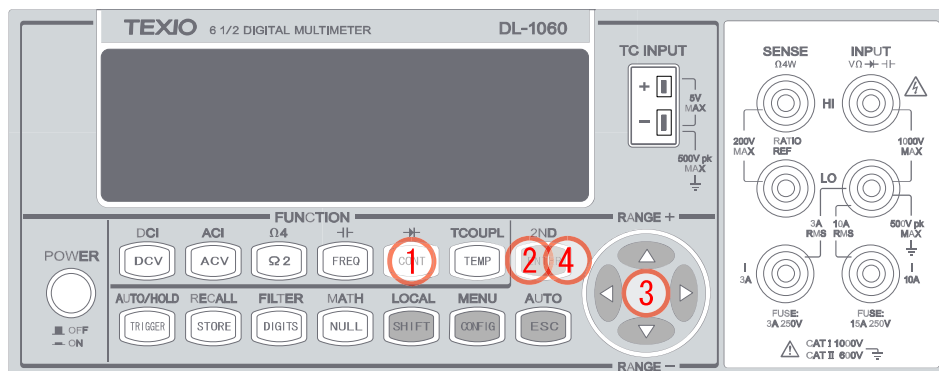 TEXIO 6 1/2 DIGITAL MULTIMETER DL-1060
TC INPUT
+
−
5V
MAX
500V pk
MAX
SENSE
Ω4W
INPUT
VΩ
HI
200V
MAX
RATIO
REF
1000V
MAX
LO
3A
RMS
10A
RMS
500V pk
MAX
I
3A
I
10A
FUSE:
3A 250V
FUSE:
15A 250V
CAT I 1000V
CAT II 600V
FUNCTION
RANGE +
DCI ACI Ω4 TCOUPL 2ND
POWER
DCV ACV Ω2 FREQ CONT 1 TEMP 2 4
3
AUTO/HOLD RECALL FILTER MATH LOCAL MENU AUTO
TRIGGER STORE DIGITS NULL SHIFT CONFIG ESC
OFF
ON
RANGE −